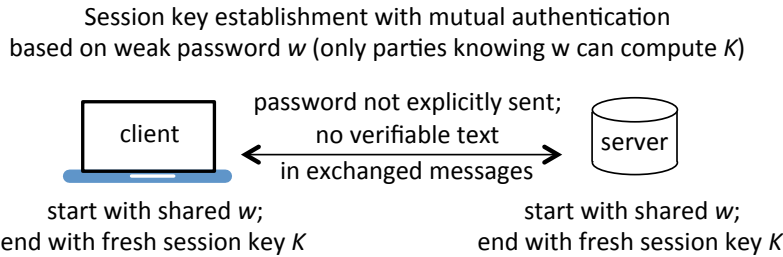 Session key establishment with mutual authentication
based on weak password w (only parties knowing w can compute K)
client
password not explicitly sent;
no verifiable text
in exchanged messages
server
start with shared w;
end with fresh session key K
start with shared w;
end with fresh session key K